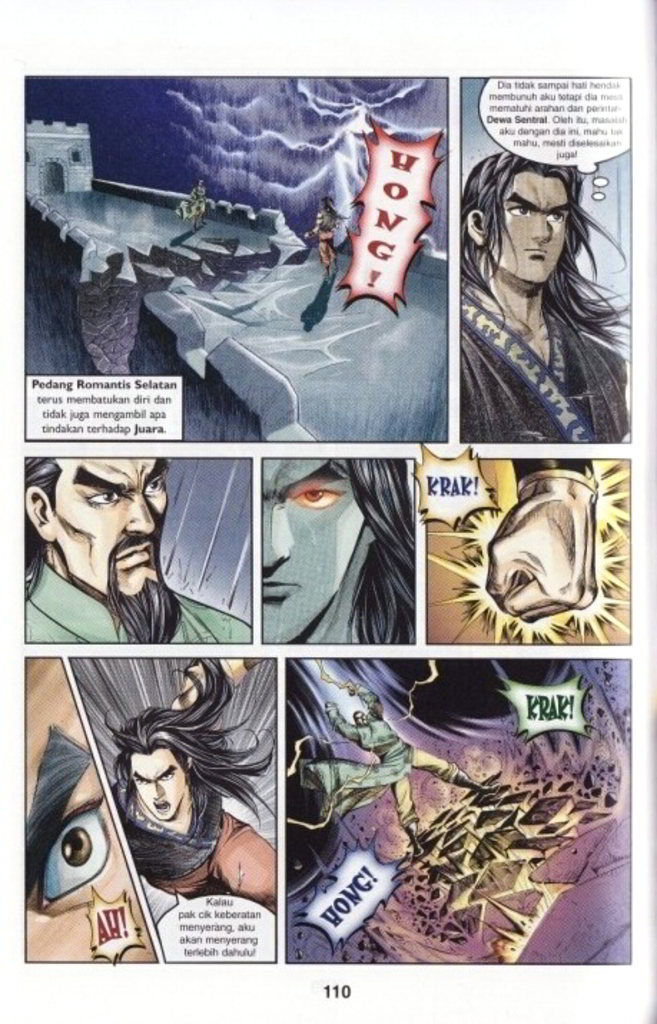 HONG!
Pedang Romantis Selatan
terus membatukan diri dan
tidak juga mengambil apa
tindakan terhadap Juara.
Dia tidak sampai hati hendak
membunuh aku tetapi dia mesti
mematuhi arahan dan perintah
Dewa Sentral. Oleh itu, masalah
aku dengan dia ini, mahu tak
mahu, mesti diselesaikan
juga!
KRAK!
AH!
Kalau
pak cik keberatan
menyerang, aku
akan menyerang
terlebih dahulu!
KRAK!
HONG!
110